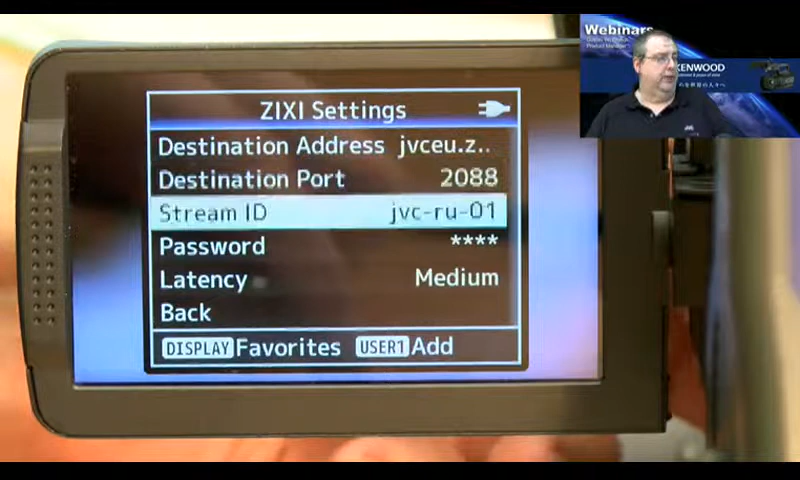 Webinars
KENWOOD
ZIXI Settings
Destination Address jvceu.z..
Destination Port 2088
Stream ID jvc-ru-01
Password ****
Latency Medium
Back
DISPLAY Favorites USER1 Add